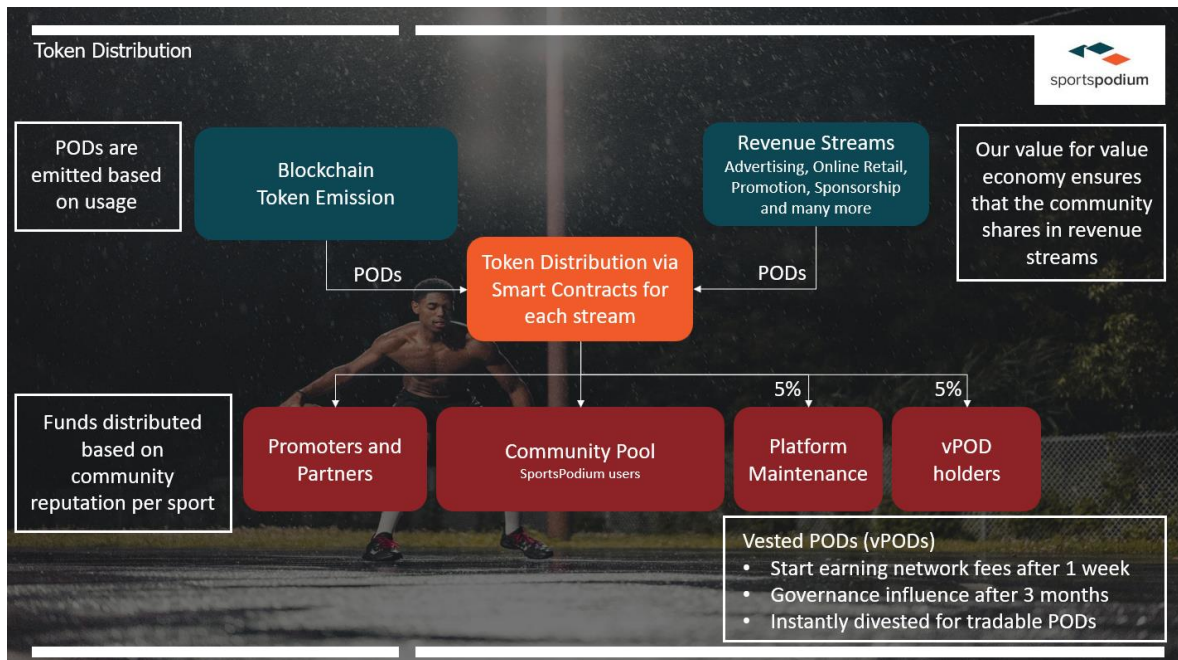 Token Distribution
sportspodium
PODs are
emitted based
on usage
Blockchain
Token Emission
Revenue Streams
Advertising, Online Retail,
Promotion, Sponsorship
and many more
Our value for value
economy ensures
that the community
shares in revenue
streams
PODs
Token Distribution via
Smart Contracts for
each stream
PODs
5%
5%
Funds distributed
based on
community
reputation per sport
Promoters and
Partners
Community Pool
SportsPodium users
Platform
Maintenance
vPOD
holders
Vested PODs (vPODs)
• Start earning network fees after 1 week
• Governance influence after 3 months
• Instantly divested for tradable PODs